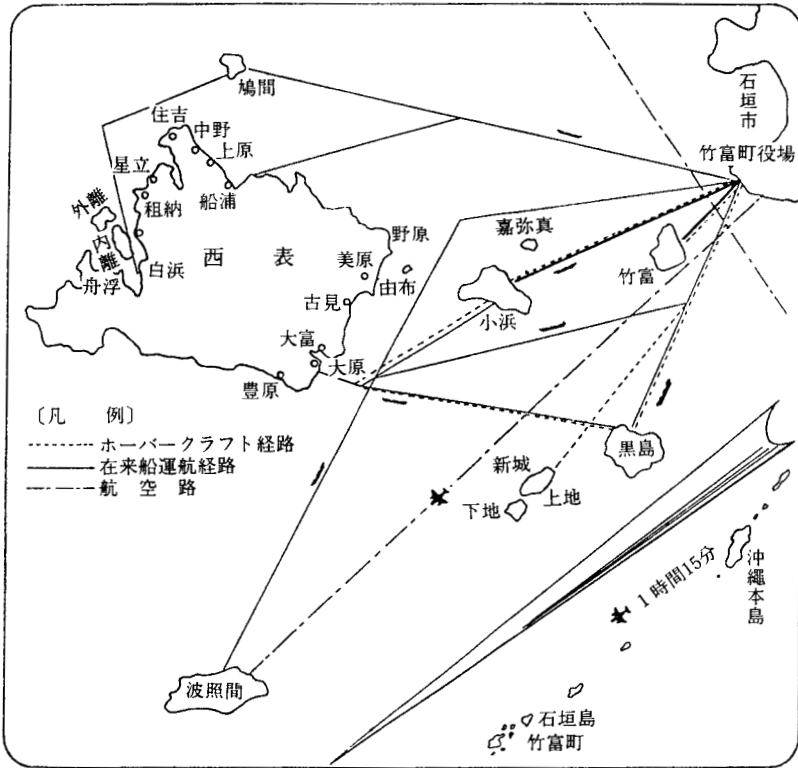 鳩間
住吉
中野
上原
星立
船浦
祖納
外離
内離
舟浮
白浜
西表
野原
美原
由布
古見
大富
大原
豊原
石垣市
竹富町役場
嘉弥真
竹富
小浜
黒島
新城
上地
下地
波照間
〔凡 例〕
ホーバークラフト経路
在来船運航経路
航空路
1時間15分
沖縄本島
石垣島
竹富町